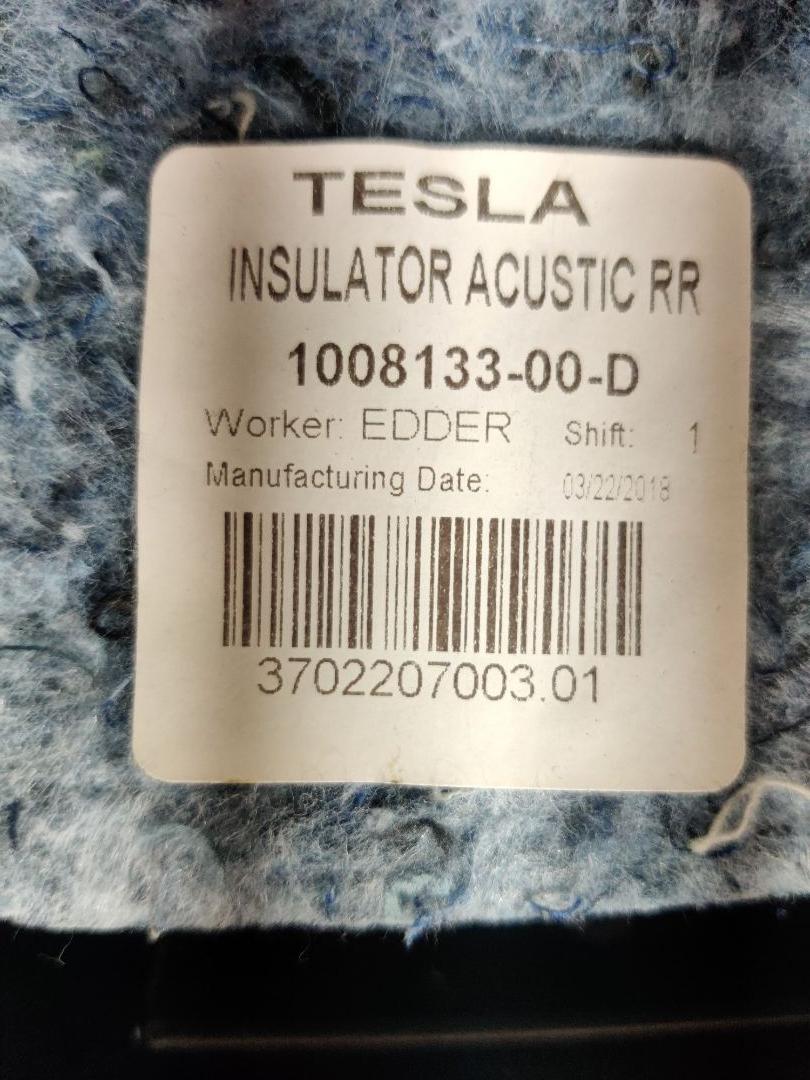 TESLA
INSULATOR ACUSTIC RR
1008133-00-D
Worker: EDDER Shift: 1
Manufacturing Date: 03/22/2018
3702207003.01